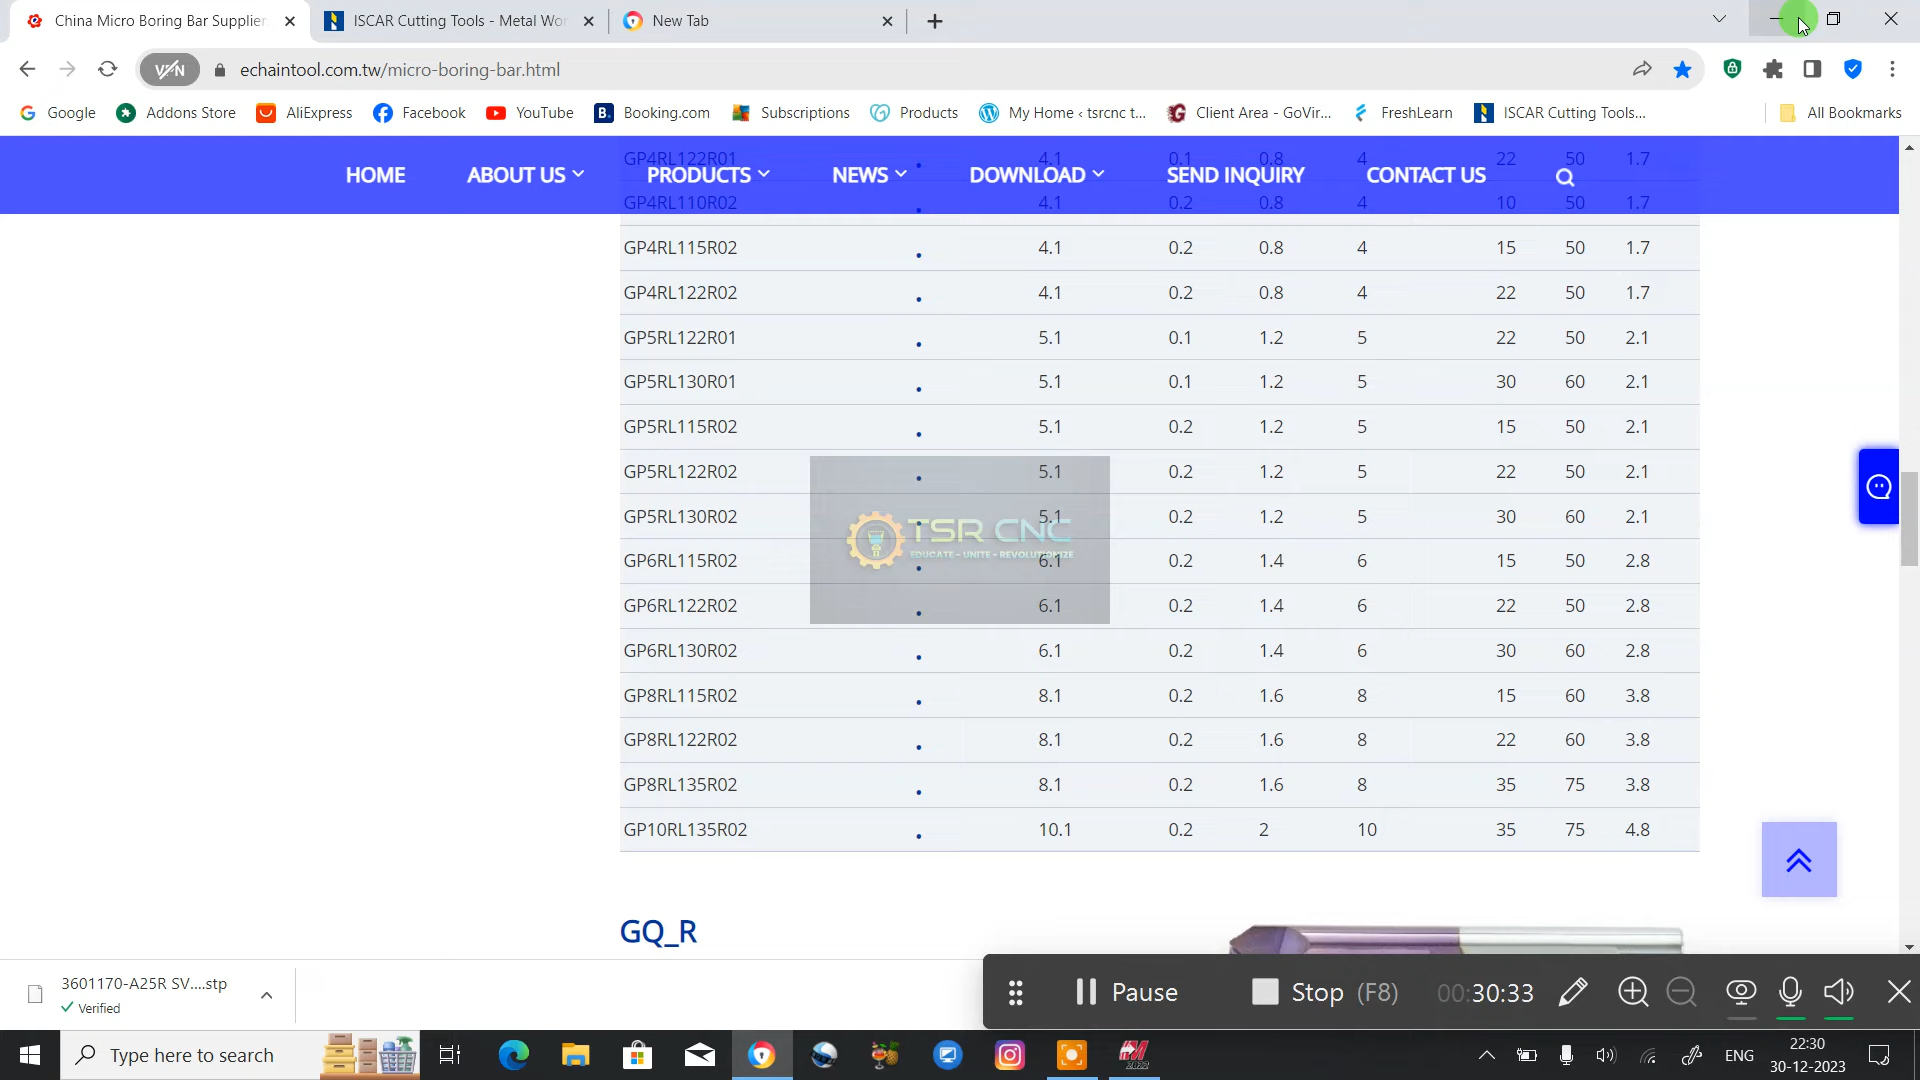 China Micro Boring Bar Supplier
ISCAR Cutting Tools - Metal Wor
New Tab
VPN
echaintool.com.tw/micro-boring-bar.html
Google
Addons Store
AliExpress
Facebook
YouTube
Booking.com
Subscriptions
Products
My Home ‹ tsrcnc t...
Client Area - GoVir...
FreshLearn
ISCAR Cutting Tools...
All Bookmarks
GP4RL122R01 4.1 0.1 0.8 4 22 50 1.7
HOME ABOUT US PRODUCTS NEWS DOWNLOAD SEND INQUIRY CONTACT US
GP4RL110R02 4.1 0.2 0.8 4 10 50 1.7
GP4RL115R02 4.1 0.2 0.8 4 15 50 1.7
GP4RL122R02 4.1 0.2 0.8 4 22 50 1.7
GP5RL122R01 5.1 0.1 1.2 5 22 50 2.1
GP5RL130R01 5.1 0.1 1.2 5 30 60 2.1
GP5RL115R02 5.1 0.2 1.2 5 15 50 2.1
GP5RL122R02 5.1 0.2 1.2 5 22 50 2.1
GP5RL130R02 5.1 0.2 1.2 5 30 60 2.1
TSR CNC
EDUCATE - UNITE - REVOLUTIONIZE
GP6RL115R02 6.1 0.2 1.4 6 15 50 2.8
GP6RL122R02 6.1 0.2 1.4 6 22 50 2.8
GP6RL130R02 6.1 0.2 1.4 6 30 60 2.8
GP8RL115R02 8.1 0.2 1.6 8 15 60 3.8
GP8RL122R02 8.1 0.2 1.6 8 22 60 3.8
GP8RL135R02 8.1 0.2 1.6 8 35 75 3.8
GP10RL135R02 10.1 0.2 2 10 35 75 4.8
GQ_R
3601170-A25R SV....stp
Verified
Pause
Stop (F8)
00:30:33
Type here to search
2022
ENG
22:30
30-12-2023